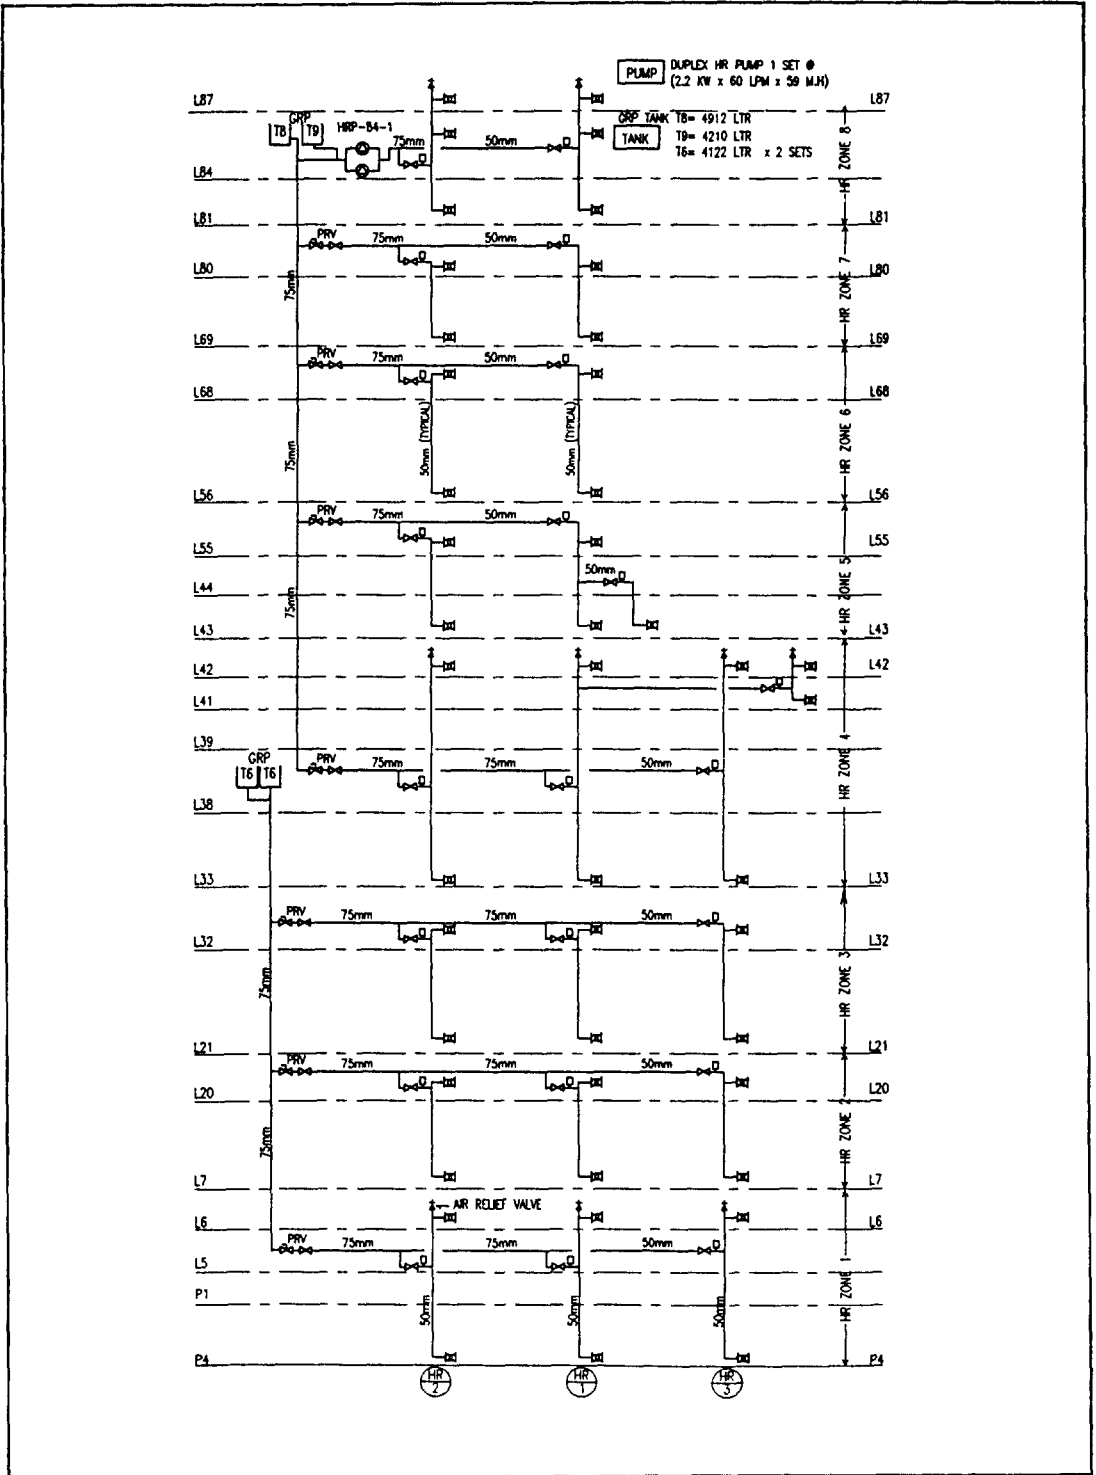 PUMP DUPLEX HR PUMP 1 SET @
(2.2 KW x 60 LPM x 59 M.H)
L87 L87
GRP GRP TANK T8= 4912 LTR
T8 T9 HRP-84-1 75mm 50mm TANK T9= 4210 LTR
T6= 4122 LTR x 2 SETS
HR ZONE 8
L84
L81 L81
PRV 75mm 50mm
L80 L80
75mm
HR ZONE 7
L69 L69
PRV 75mm 50mm
L68 L68
75mm
50mm (TYPICAL)
50mm (TYPICAL)
HR ZONE 6
L56 L56
PRV 75mm 50mm
L55 L55
50mm
L44
75mm
HR ZONE 5
L43 L43
L42 L42
L41
L39
GRP PRV 75mm 75mm 50mm
T6 T6
HR ZONE 4
L38
L33 L33
PRV 75mm 75mm 50mm
L32 L32
75mm
HR ZONE 3
L21 L21
PRV 75mm 75mm 50mm
L20 L20
75mm
HR ZONE 2
L7 L7
AIR RELIEF VALVE
L6 L6
PRV 75mm 75mm 50mm
L5
P1
50mm 50mm 50mm
HR ZONE 1
P4 P4
HR HR HR
2 1 3